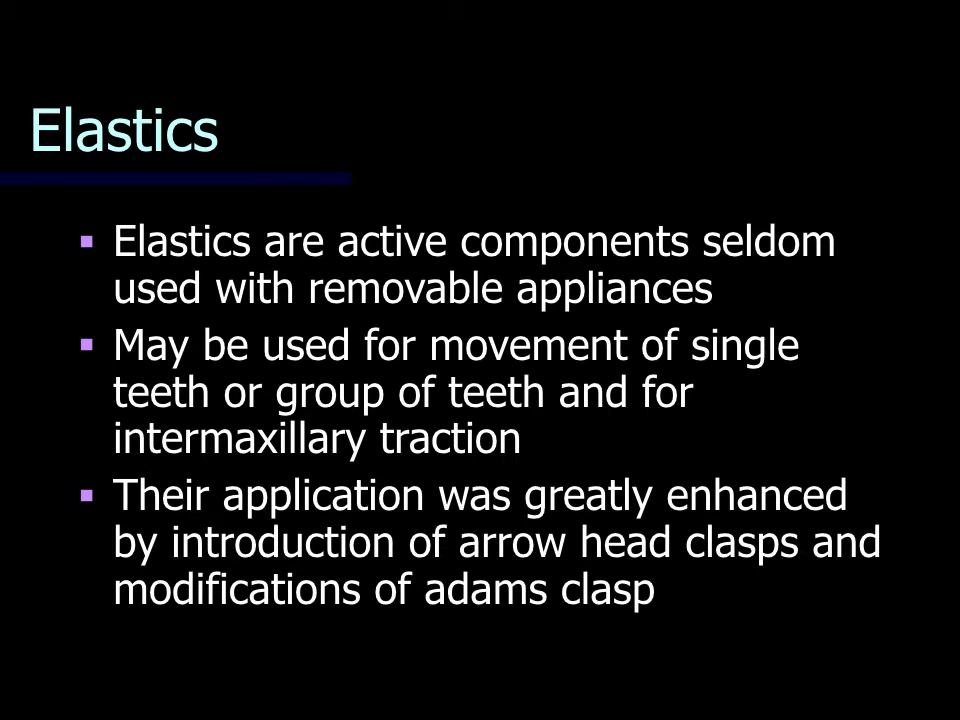 Elastics
▪ Elastics are active components seldom
used with removable appliances
▪ May be used for movement of single
teeth or group of teeth and for
intermaxillary traction
▪ Their application was greatly enhanced
by introduction of arrow head clasps and
modifications of adams clasp